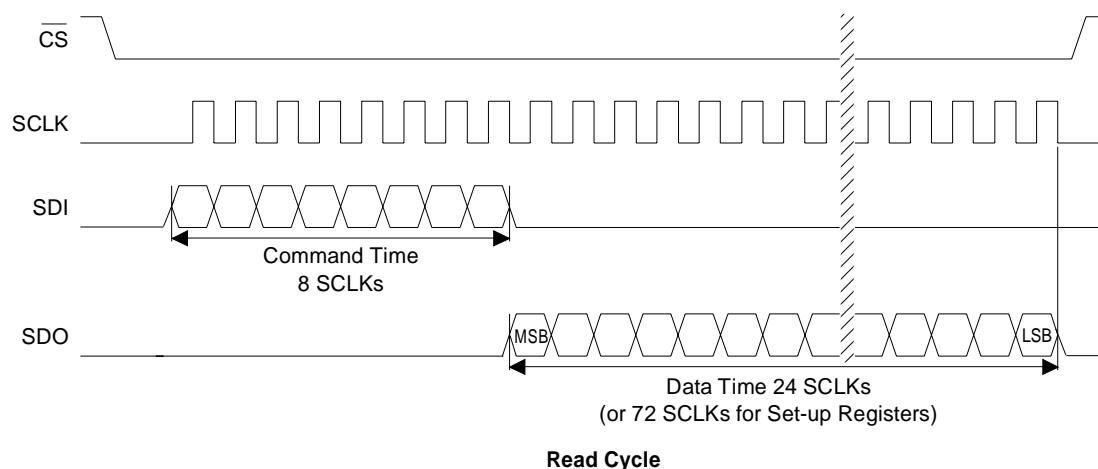 CS
SCLK
SDI
Command Time
8 SCLKs
SDO
MSB
LSB
Data Time 24 SCLKs
(or 72 SCLKs for Set-up Registers)
Read Cycle